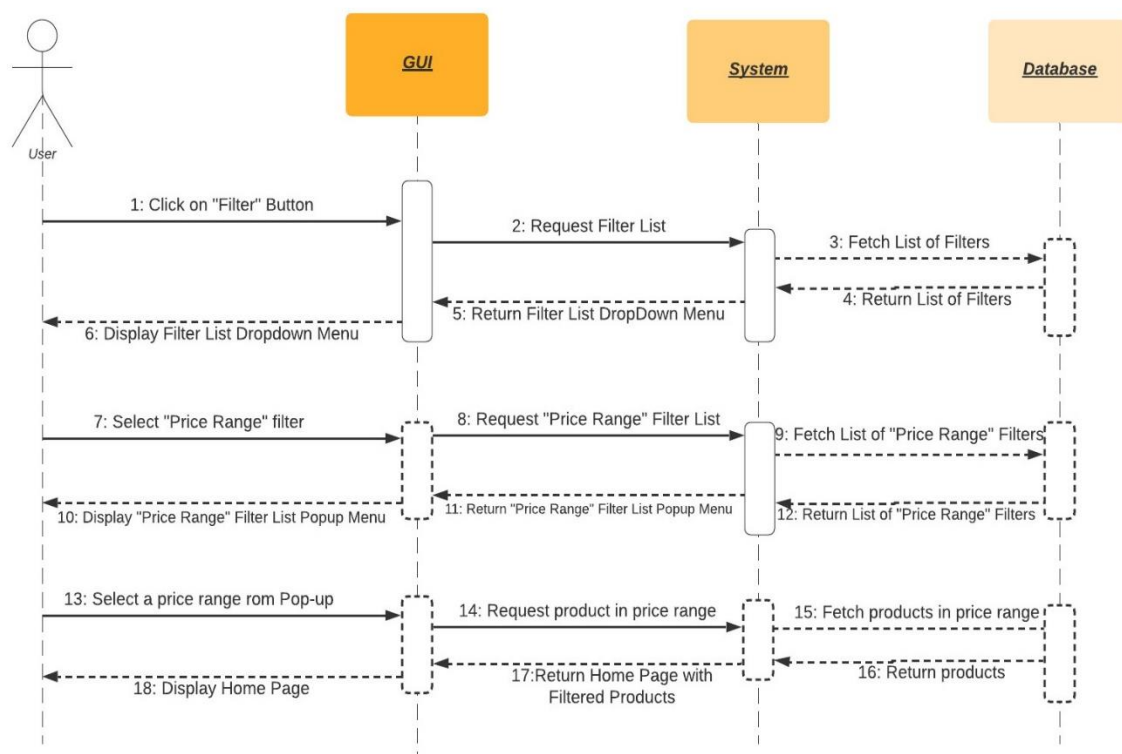 GUI
System
Database
User
1: Click on "Filter" Button
2: Request Filter List
3: Fetch List of Filters
4: Return List of Filters
5: Return Filter List DropDown Menu
6: Display Filter List Dropdown Menu
7: Select "Price Range" filter
8: Request "Price Range" Filter List
9: Fetch List of "Price Range" Filters
10: Display "Price Range" Filter List Popup Menu
11: Return "Price Range" Filter List Popup Menu
12: Return List of "Price Range" Filters
13: Select a price range rom Pop-up
14: Request product in price range
15: Fetch products in price range
16: Return products
17:Return Home Page with
Filtered Products
18: Display Home Page